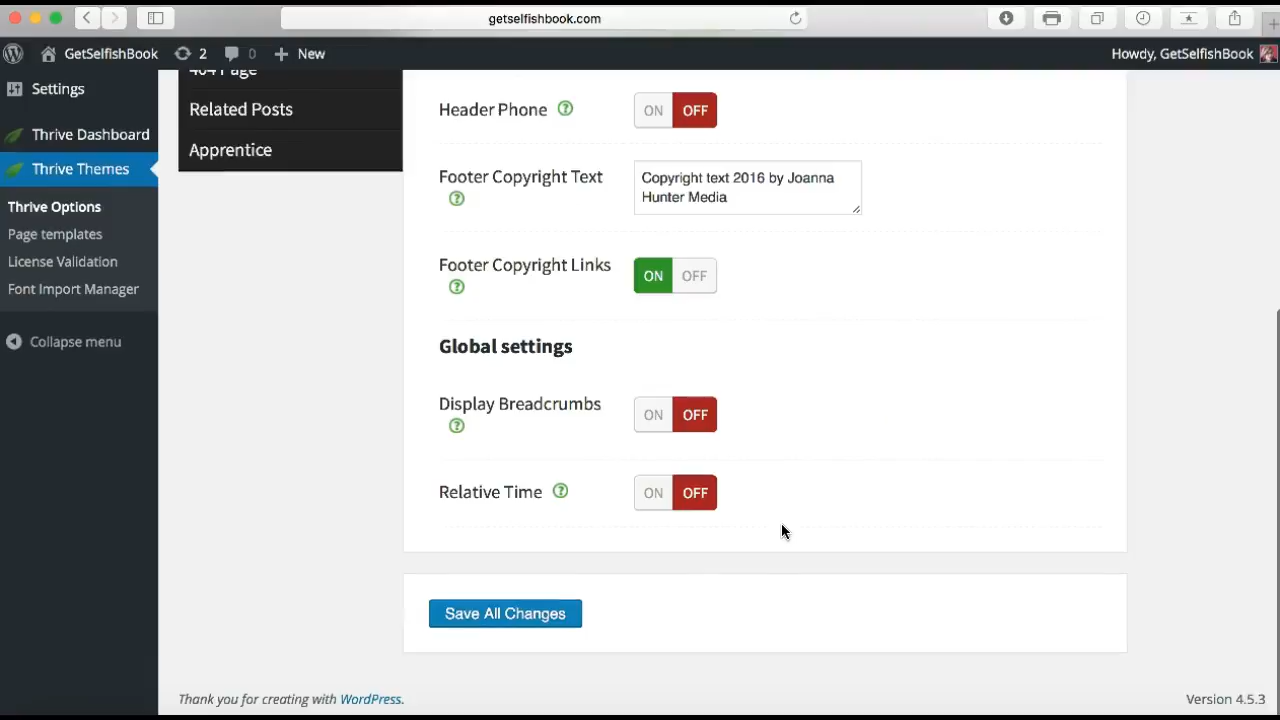 getselfishbook.com
GetSelfishBook 2 0 New Howdy, GetSelfishBook
Settings
Thrive Dashboard
Thrive Themes
Thrive Options
Page templates
License Validation
Font Import Manager
Collapse menu
404 Page
Related Posts
Apprentice
Header Phone ON OFF
Footer Copyright Text
Copyright text 2016 by Joanna
Hunter Media
Footer Copyright Links ON OFF
Global settings
Display Breadcrumbs ON OFF
Relative Time ON OFF
Save All Changes
Thank you for creating with WordPress. Version 4.5.3